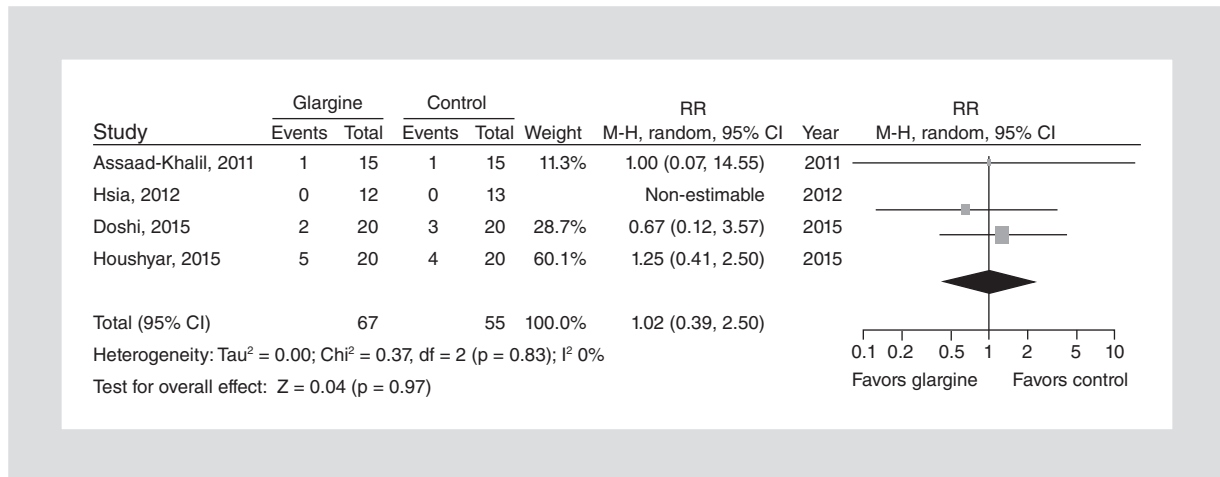 Glargine Control RR RR
Study Events Total Events Total Weight M-H, random, 95% CI Year M-H, random, 95% CI
Assaad-Khalil, 2011 1 15 1 15 11.3% 1.00 (0.07, 14.55) 2011
Hsia, 2012 0 12 0 13 Non-estimable 2012
Doshi, 2015 2 20 3 20 28.7% 0.67 (0.12, 3.57) 2015
Houshyar, 2015 5 20 4 20 60.1% 1.25 (0.41, 2.50) 2015
Total (95% CI) 67 55 100.0% 1.02 (0.39, 2.50)
Heterogeneity: Tau² = 0.00; Chi² = 0.37, df = 2 (p = 0.83); I² 0%
Test for overall effect: Z = 0.04 (p = 0.97)
0.1 0.2 0.5 1 2 5 10
Favors glargine Favors control